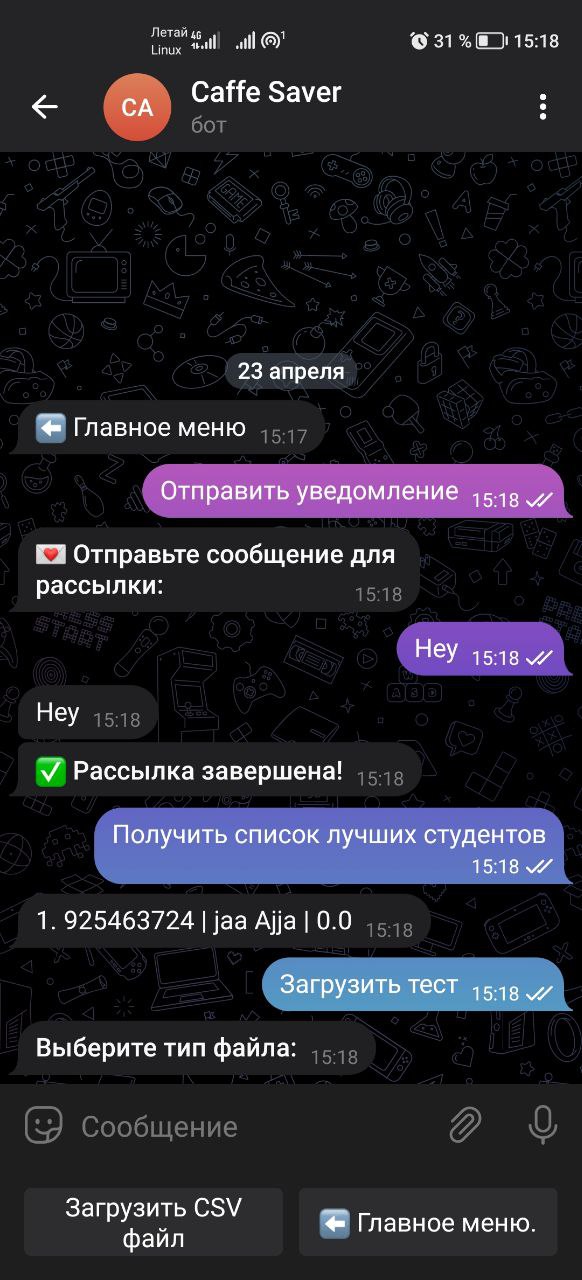 Летай
Linux
4G
1
31 %
15:18
CA
Caffe Saver
бот
23 апреля
⬅️ Главное меню 15:17
Отправить уведомление 15:18
💌 Отправьте сообщение для
рассылки: 15:18
Hey 15:18
Hey 15:18
✅ Рассылка завершена! 15:18
Получить список лучших студентов
15:18
1. 925463724 | jaa Ajja | 0.0 15:18
Загрузить тест 15:18
Выберите тип файла: 15:18
Сообщение
Загрузить CSV
файл
⬅️ Главное меню.